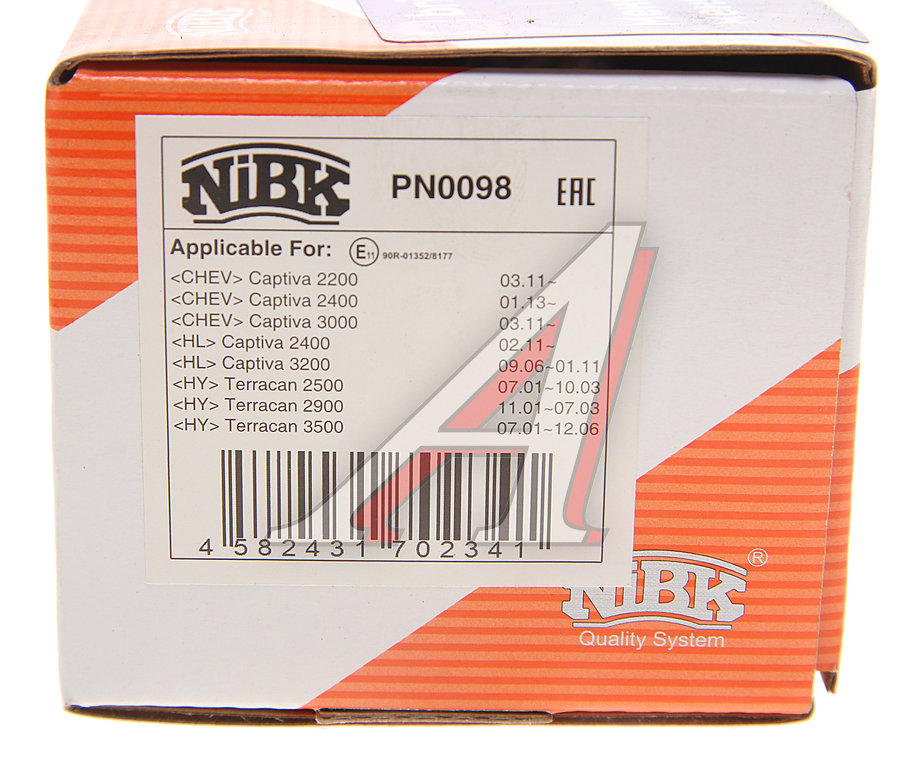 NiBK PN0098 EAC
Applicable For: E11 90R-01352/8177
<CHEV> Captiva 2200 03.11~
<CHEV> Captiva 2400 01.13~
<CHEV> Captiva 3000 03.11~
<HL> Captiva 2400 02.11~
<HL> Captiva 3200 09.06~01.11
<HY> Terracan 2500 07.01~10.03
<HY> Terracan 2900 11.01~07.03
<HY> Terracan 3500 07.01~12.06
4 582431 702341
NiBK ®
Quality System